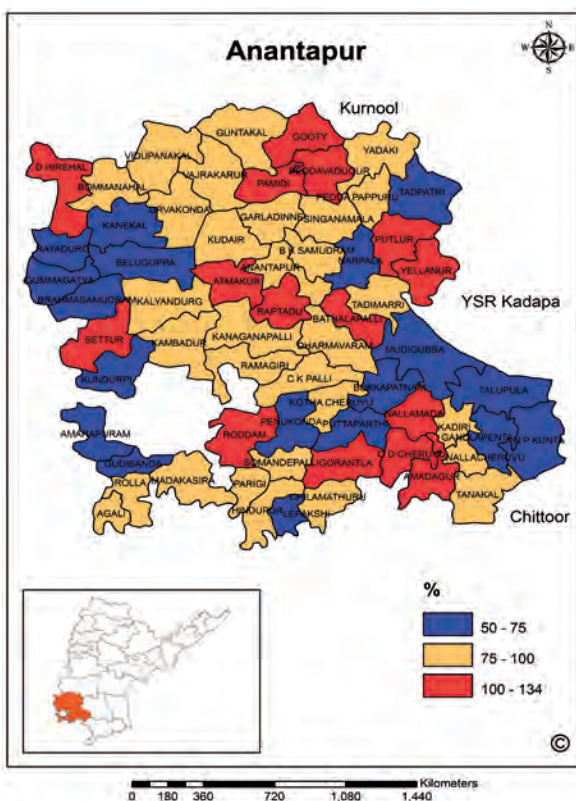 Anantapur
N
W E
S
Kurnool
GUNTAKAL
GOOTY
VIDUPANAKAL
YADAKI
D HIREHAL
PEDDAVADUGUR
VAJRAKARUR
PAMIDI
BOMMANAHAL
PEDDA PAPPURU
TADPATRI
URVAKONDA
GARLADINNE
SINGANAMALA
KANEKAL
KUDAIR
B K SAMUDRAM
PUTLUR
RAYADURG
BELUGUPPA
ANANTAPUR
NARPALA
YELLANUR
GUMMAGATYA
ATMAKUR
BRAHMASAMUDRAM
KALYANDURG
RAPTADU
TADIMARRI
YSR Kadapa
BATHALAPALLI
SETTUR
KANAGANAPALLI
DHARMAVARAM
KAMBADUR
MUDIGUBBA
RAMAGIRI
KUNDURPI
C K PALLI
BUKKAPATNAM
TALUPULA
KOTHA CHERUVU
NALLAMADA
AMARAPURAM
PENUKONDA
PUTTAPARTHI
KADIRI
RODDAM
GANDLAPENTA
N P KUNTA
O D CHERUVU
NALLACHERUVU
GUDIBANDA
SOMANDEPALLI
GORANTLA
ROLLA
MADAKASIRA
PARIGI
AMADAGUR
TANAKAL
AGALI
HINDUPUR
CHILAMATHURU
LEPAKSHI
Chittoor
%
50 - 75
75 - 100
100 - 134
©
Kilometers
0 180 360 720 1,080 1,440